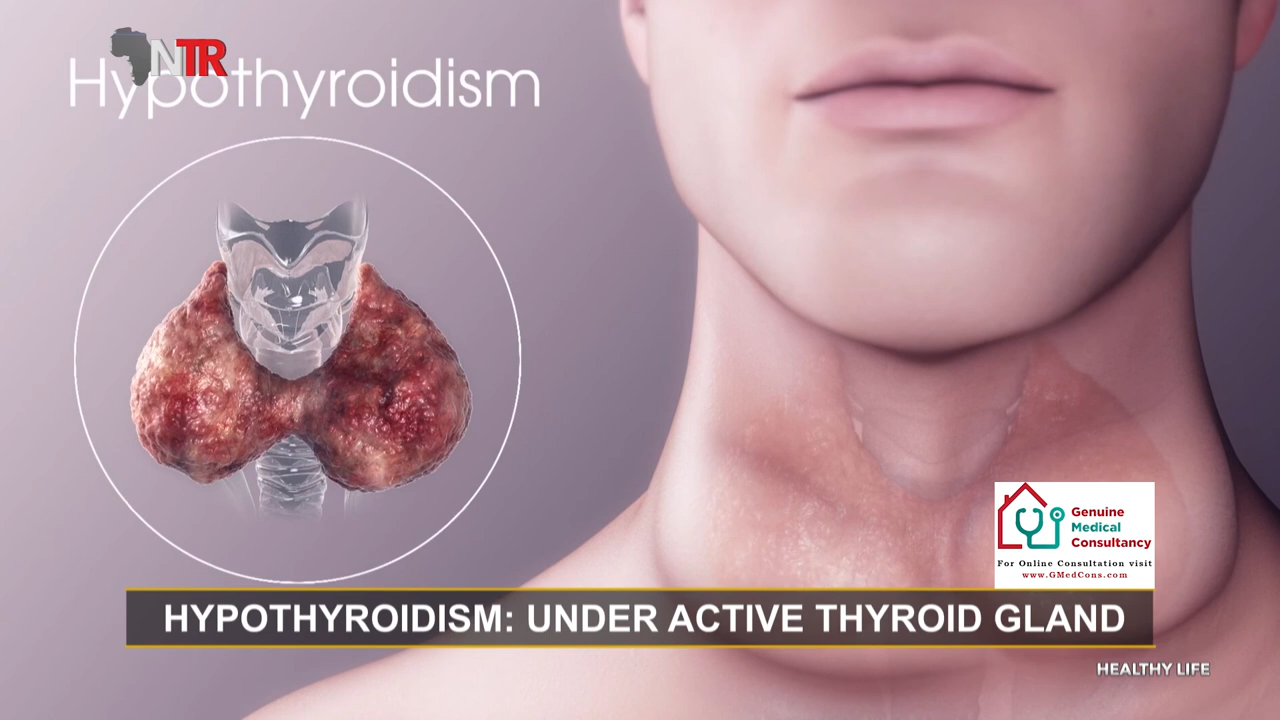 NTR
Hypothyroidism
Genuine
Medical
Consultancy
For Online Consultation visit
www.GMedCons.com
HYPOTHYROIDISM: UNDER ACTIVE THYROID GLAND
HEALTHY LIFE